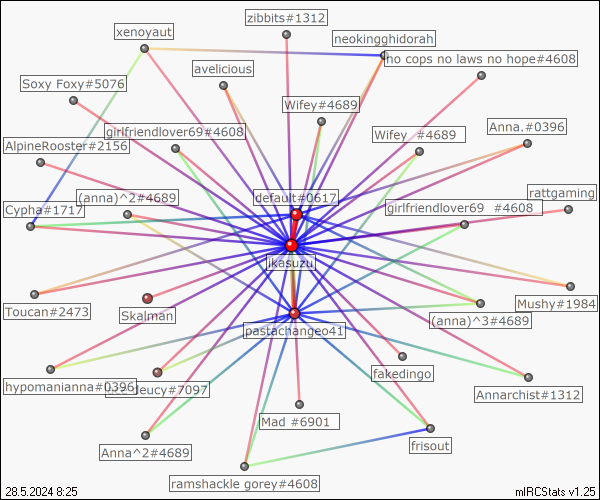 zibbits#1312
xenoyaut
neokingghidorah
no cops no laws no hope#4608
avelicious
Soxy Foxy#5076
Wifey#4689
girlfriendlover69#4608
Wifey #4689
Anna.#0396
AlpineRooster#2156
(anna)^2#4689
default#0617
rattgaming
Cypha#1717
girlfriendlover69 #4608
jkasuzu
Toucan#2473
Skalman
Mushy#1984
(anna)^3#4689
pastachangeo41
fakedingo
hypomanianna#0396
deucy#7097
Annarchist#1312
Mad #6901
Anna^2#4689
frisout
ramshackle gorey#4608
28.5.2024 8:25
mIRCStats v1.25